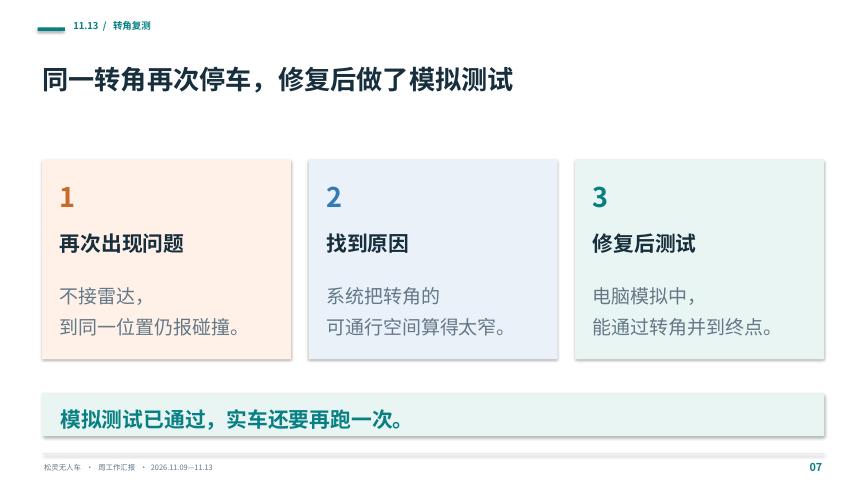 11.13 / 转角复测
同一转角再次停车，修复后做了模拟测试
1
再次出现问题
不接雷达，
到同一位置仍报碰撞。
2
找到原因
系统把转角的
可通行空间算得太窄。
3
修复后测试
电脑模拟中，
能通过转角并到终点。
模拟测试已通过，实车还要再跑一次。
松灵无人车 · 周工作汇报 · 2026.11.09—11.13
07